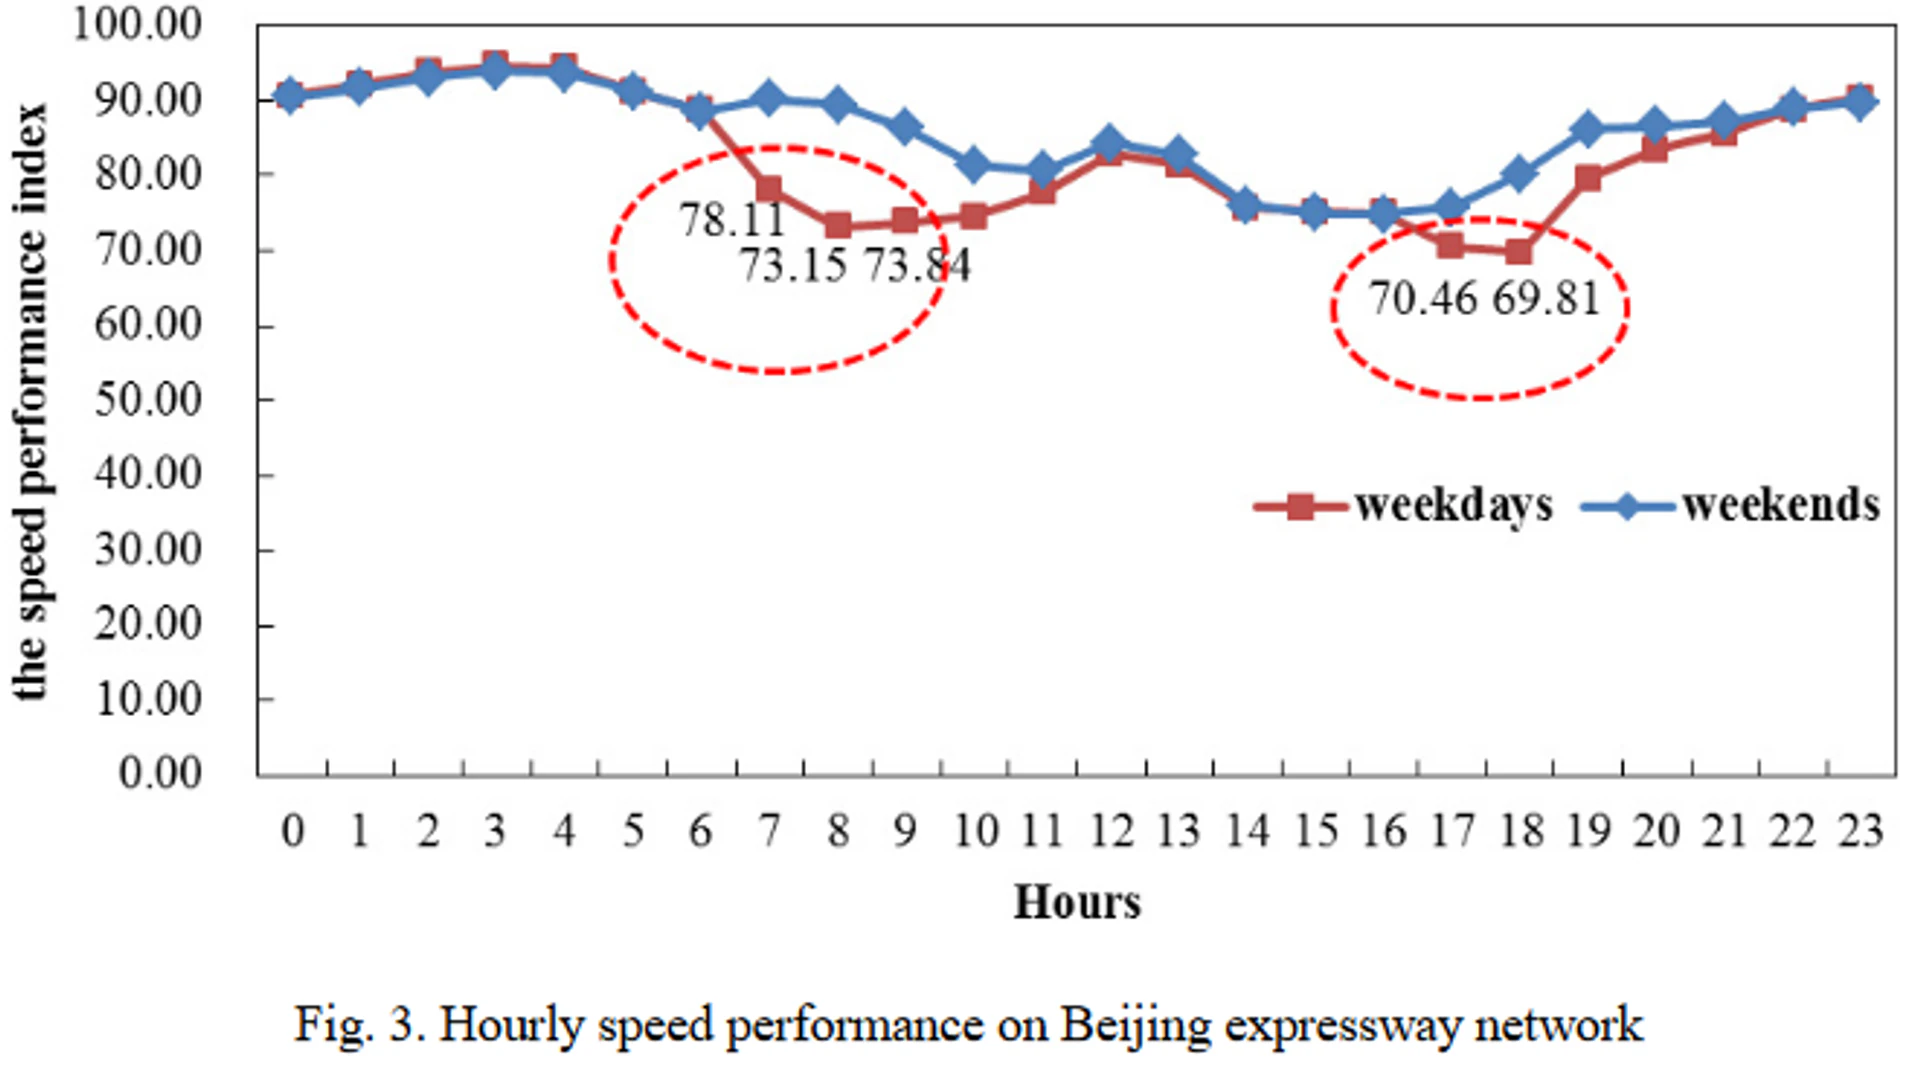 100.00
90.00
80.00
70.00
60.00
50.00
40.00
30.00
20.00
10.00
0.00
the speed performance index
78.11
73.15 73.84
70.46 69.81
weekdays weekends
0 1 2 3 4 5 6 7 8 9 10 11 12 13 14 15 16 17 18 19 20 21 22 23
Hours
Fig. 3. Hourly speed performance on Beijing expressway network